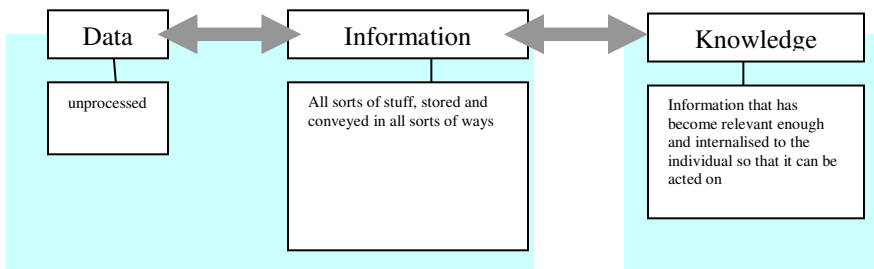 Data
Information
Knowledge
unprocessed
All sorts of stuff, stored and
conveyed in all sorts of ways
Information that has
become relevant enough
and internalised to the
individual so that it can be
acted on